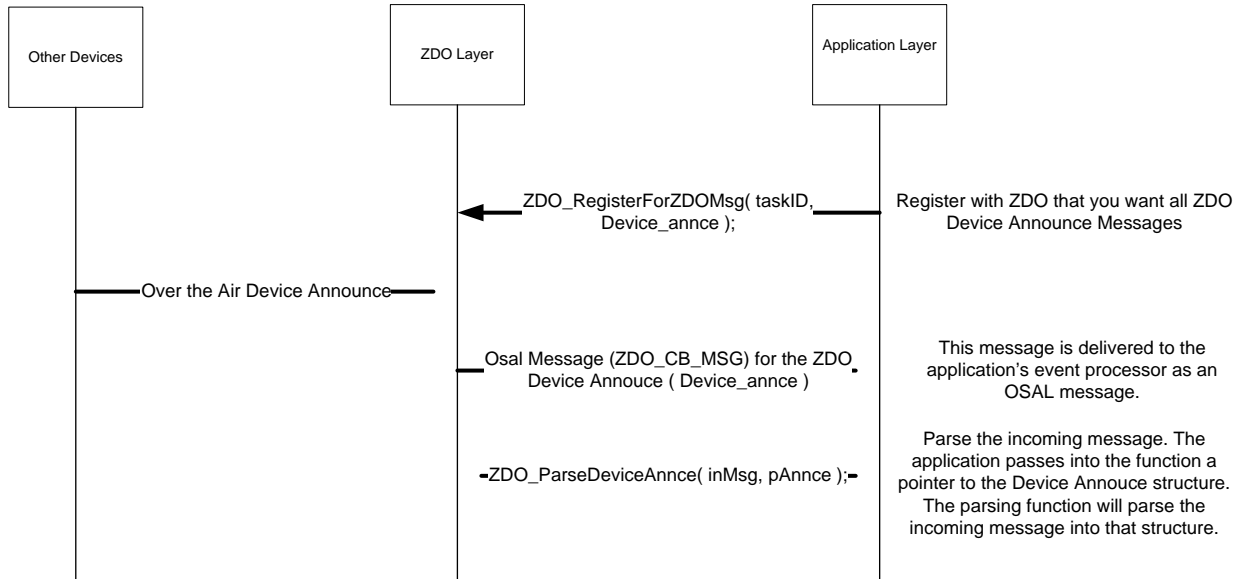 Other Devices
ZDO Layer
Application Layer
ZDO_RegisterForZDOMsg( taskID,
Device_annce );
Register with ZDO that you want all ZDO
Device Announce Messages
Over the Air Device Announce
Osal Message (ZDO_CB_MSG) for the ZDO
Device Annouce ( Device_annce )
This message is delivered to the
application's event processor as an
OSAL message.
ZDO_ParseDeviceAnnce( inMsg, pAnnce );
Parse the incoming message. The
application passes into the function a
pointer to the Device Annouce structure.
The parsing function will parse the
incoming message into that structure.